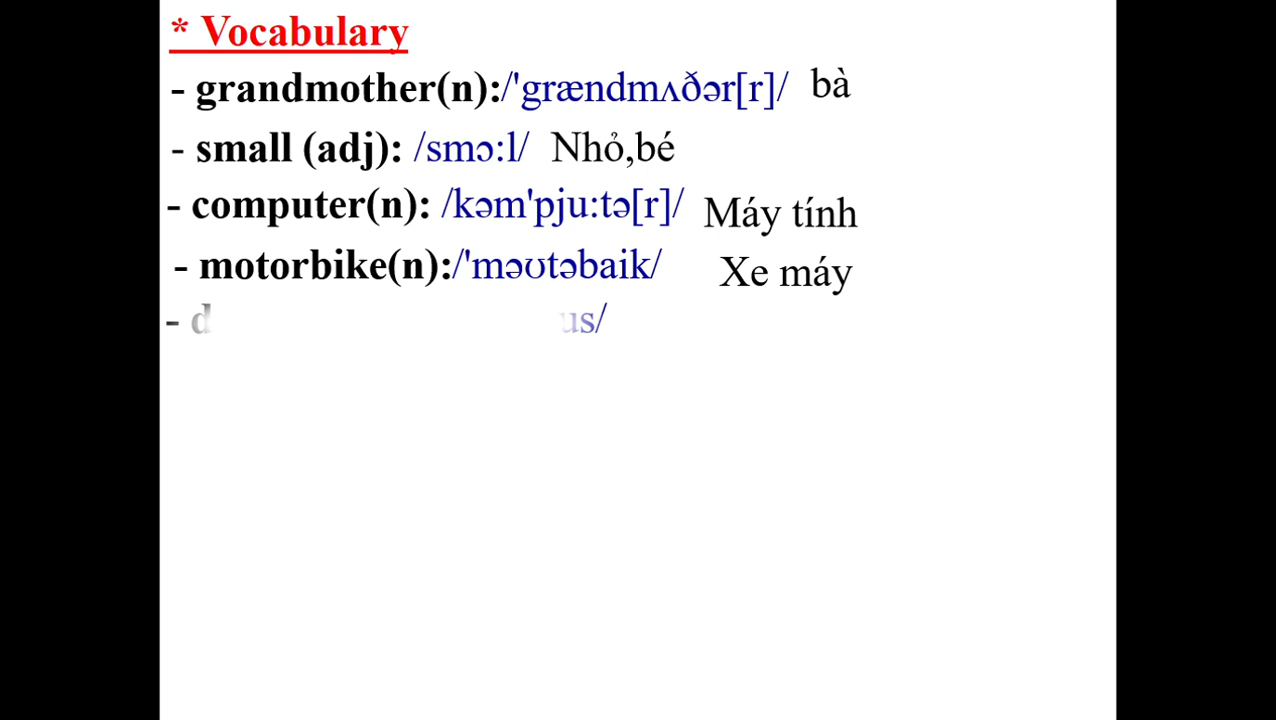 * Vocabulary
- grandmother(n):/'grændmʌðər[r]/ bà
- small (adj): /smɔ:l/ Nhỏ,bé
- computer(n): /kəm'pju:tə[r]/ Máy tính
- motorbike(n):/'məʊtəbaik/ Xe máy
- d us/